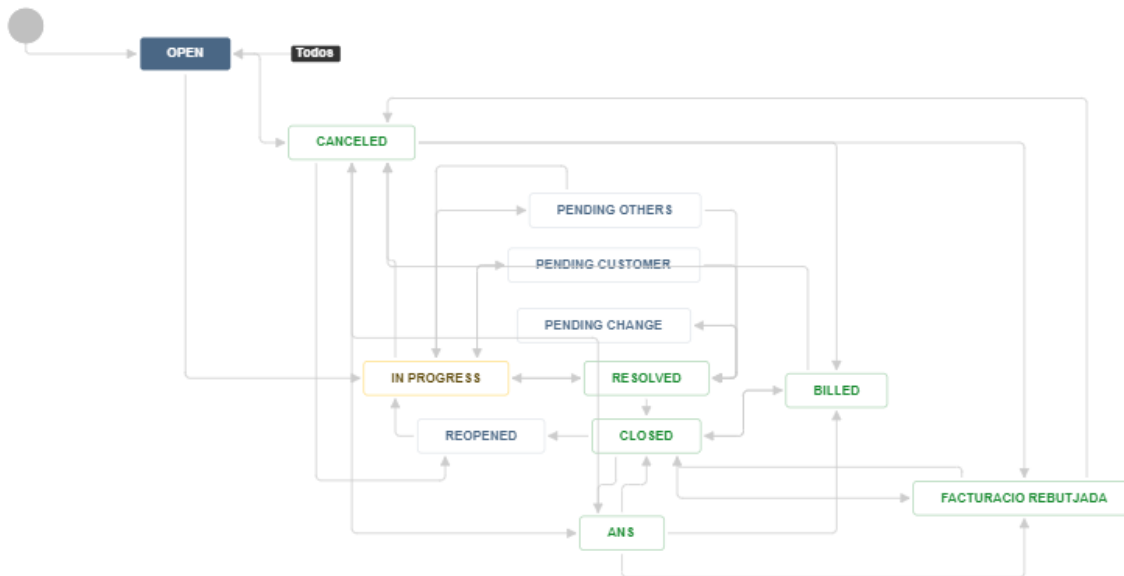 OPEN
Todos
CANCELED
PENDING OTHERS
PENDING CUSTOMER
PENDING CHANGE
IN PROGRESS
RESOLVED
BILLED
REOPENED
CLOSED
FACTURACIO REBUTJADA
ANS